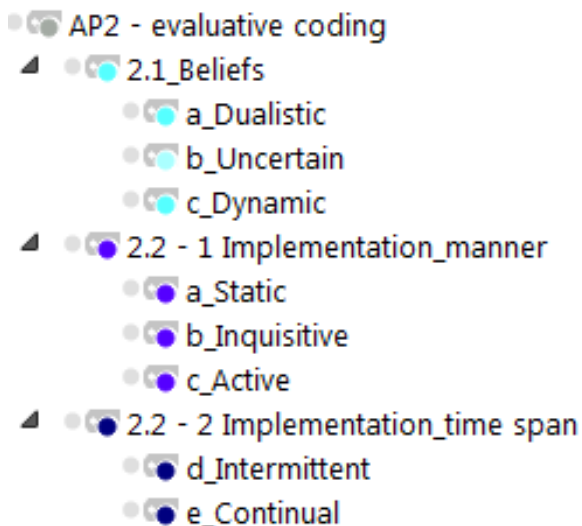 AP2 - evaluative coding
2.1_Beliefs
a_Dualistic
b_Uncertain
c_Dynamic
2.2 - 1 Implementation_manner
a_Static
b_Inquisitive
c_Active
2.2 - 2 Implementation_time span
d_Intermittent
e_Continual